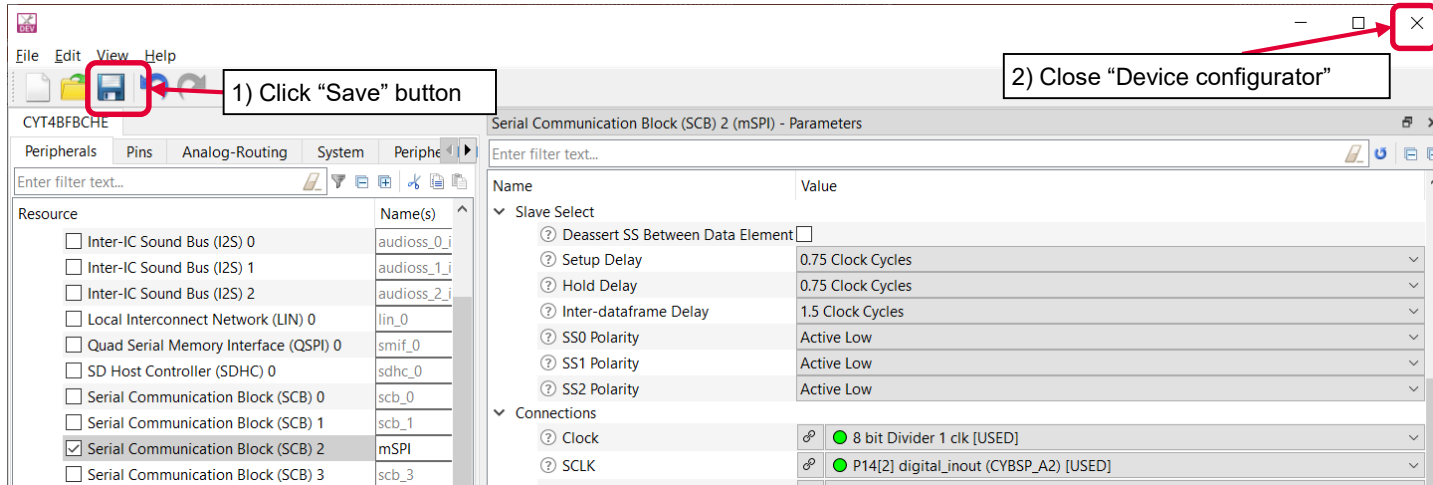 DEV
File Edit View Help
1) Click “Save” button
2) Close “Device configurator”
CYT4BFBCHE
Peripherals Pins Analog-Routing System
Enter filter text...
Resource Name(s)
Inter-IC Sound Bus (I2S) 0 audioss_0_i
Inter-IC Sound Bus (I2S) 1 audioss_1_i
Inter-IC Sound Bus (I2S) 2 audioss_2_i
Local Interconnect Network (LIN) 0 lin_0
Quad Serial Memory Interface (QSPI) 0 smif_0
SD Host Controller (SDHC) 0 sdhc_0
Serial Communication Block (SCB) 0 scb_0
Serial Communication Block (SCB) 1 scb_1
Serial Communication Block (SCB) 2 mSPI
Serial Communication Block (SCB) 3 scb_3
Serial Communication Block (SCB) 2 (mSPI) - Parameters
Enter filter text...
Name Value
Slave Select
Deassert SS Between Data Element
Setup Delay 0.75 Clock Cycles
Hold Delay 0.75 Clock Cycles
Inter-dataframe Delay 1.5 Clock Cycles
SS0 Polarity Active Low
SS1 Polarity Active Low
SS2 Polarity Active Low
Connections
Clock 8 bit Divider 1 clk [USED]
SCLK P14[2] digital_inout (CYBSP_A2) [USED]